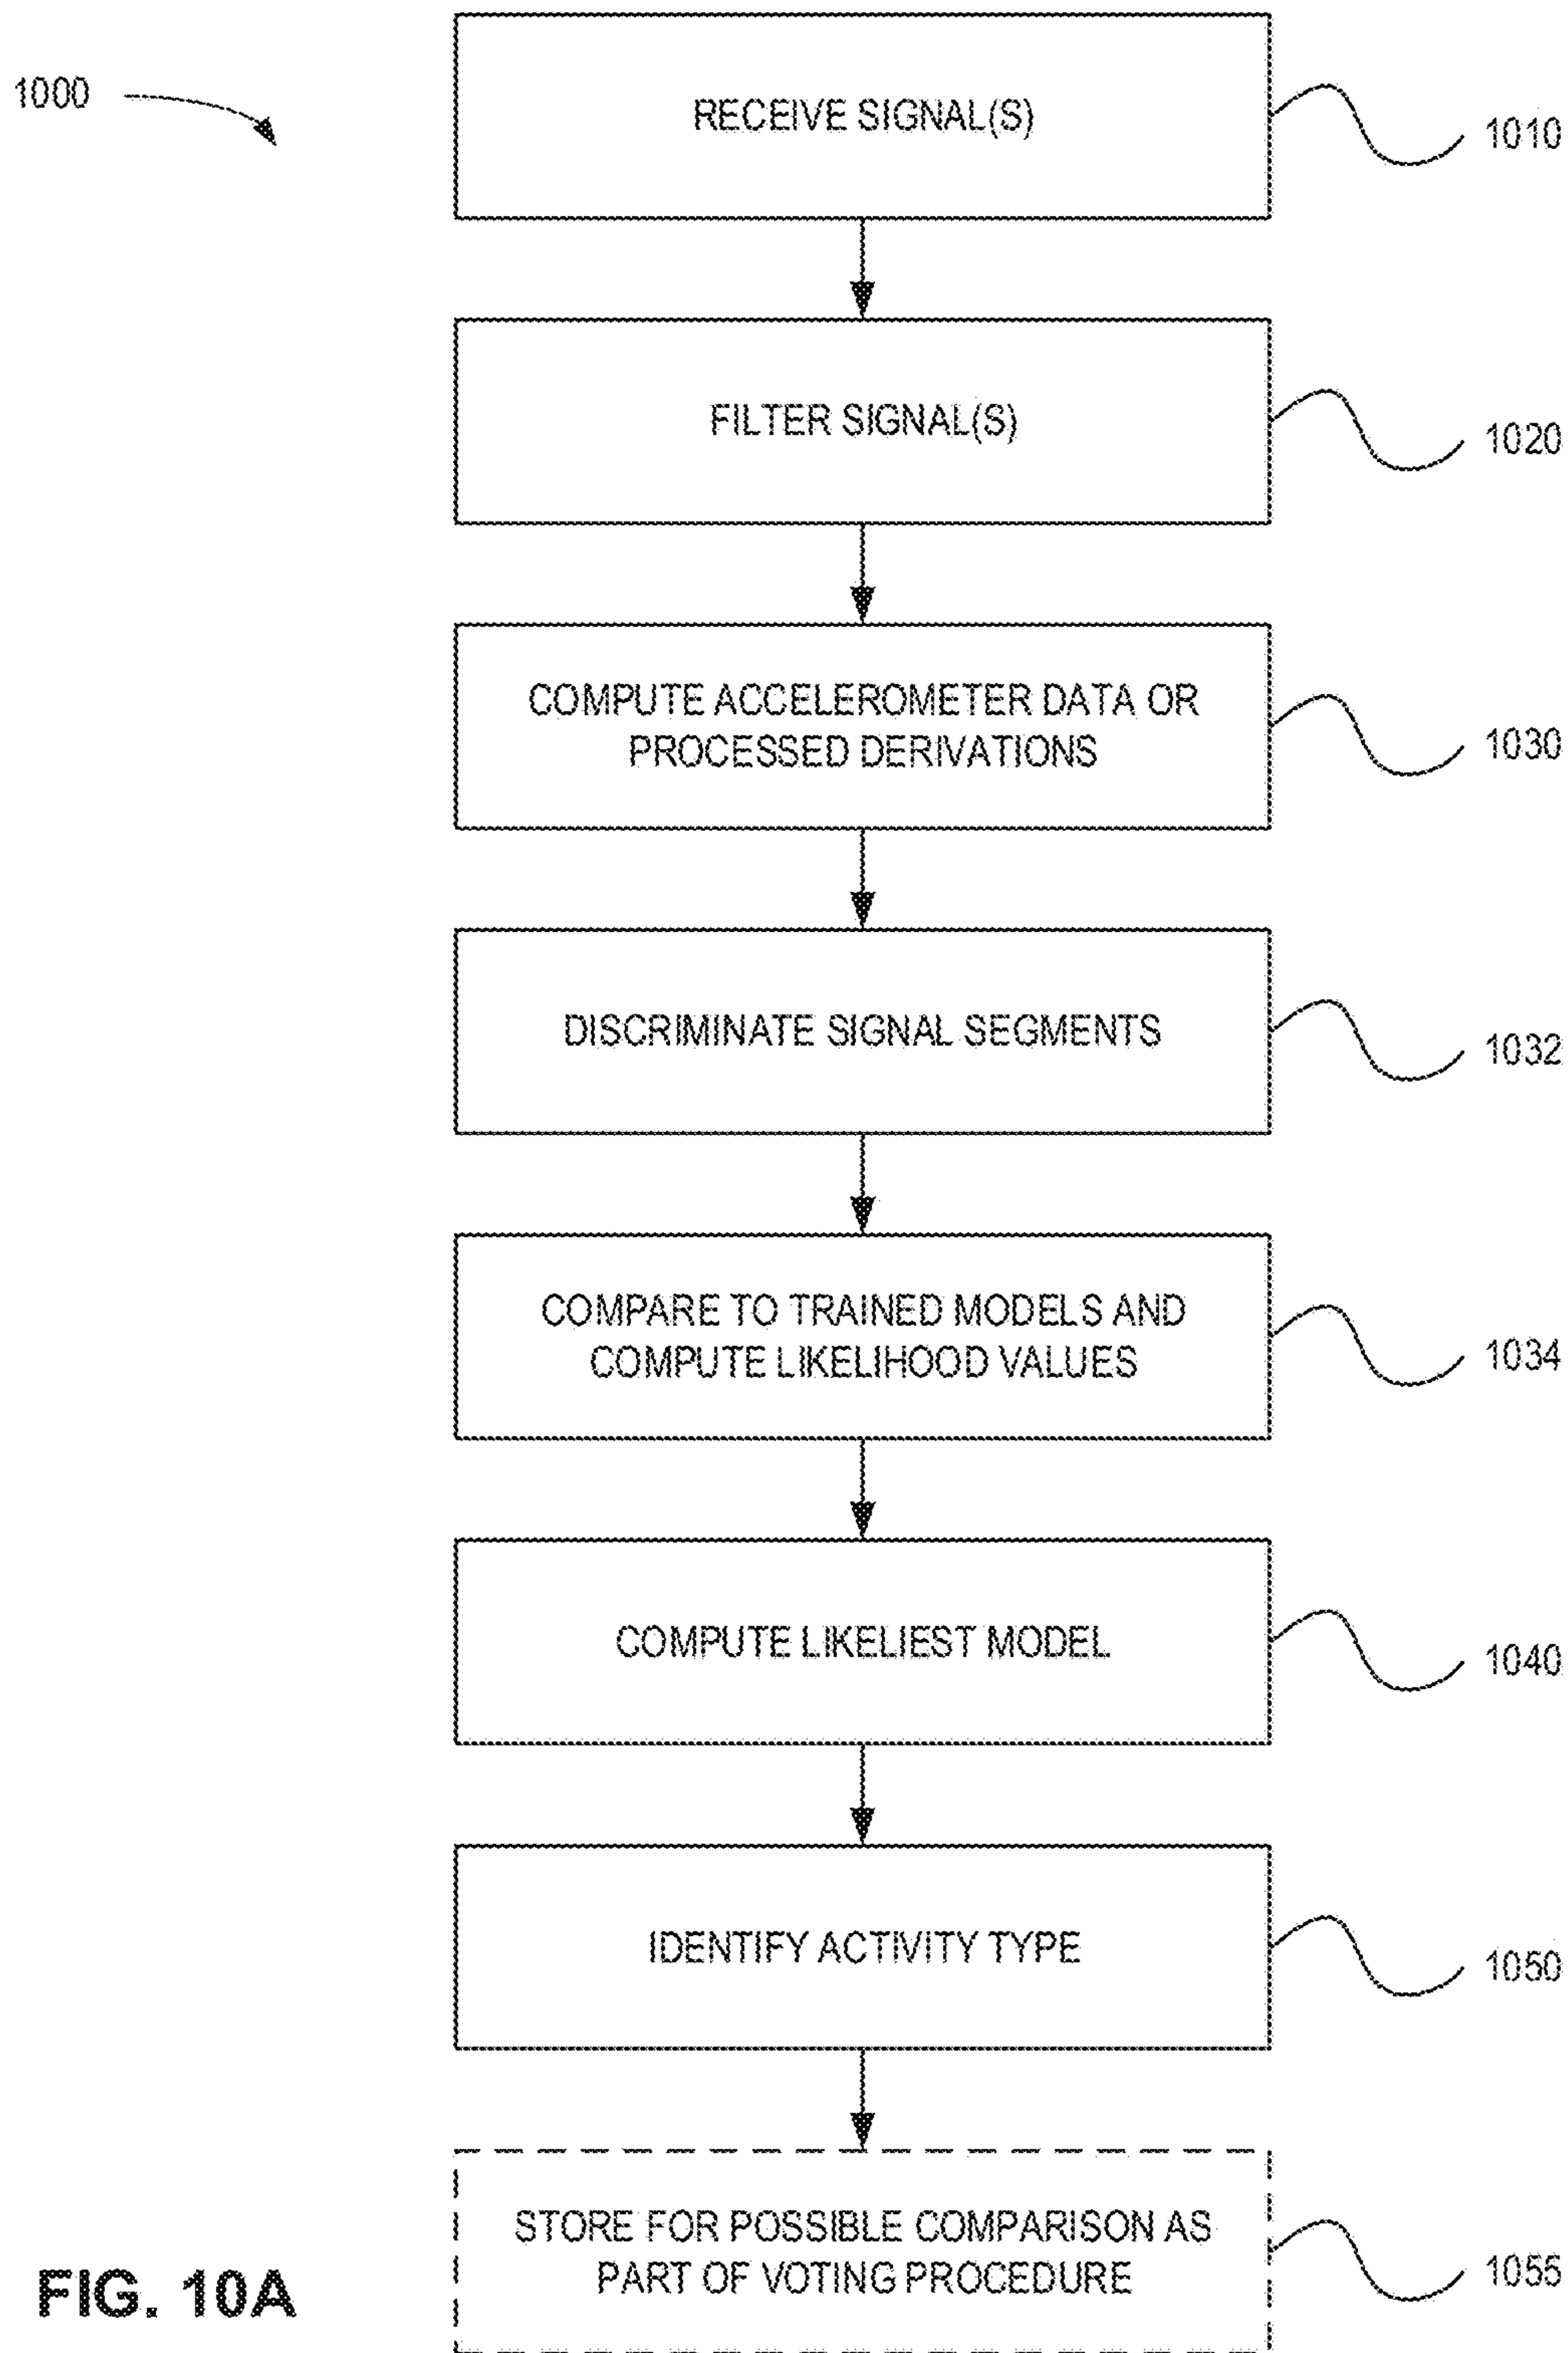 1000
RECEIVE SIGNAL(S)
1010
FILTER SIGNAL(S)
1020
COMPUTE ACCELEROMETER DATA OR
PROCESSED DERIVATIONS
1030
DISCRIMINATE SIGNAL SEGMENTS
1032
COMPARE TO TRAINED MODELS AND
COMPUTE LIKELIHOOD VALUES
1034
COMPUTE LIKELIEST MODEL
1040
IDENTIFY ACTIVITY TYPE
1050
STORE FOR POSSIBLE COMPARISON AS
PART OF VOTING PROCEDURE
1055
FIG. 10A